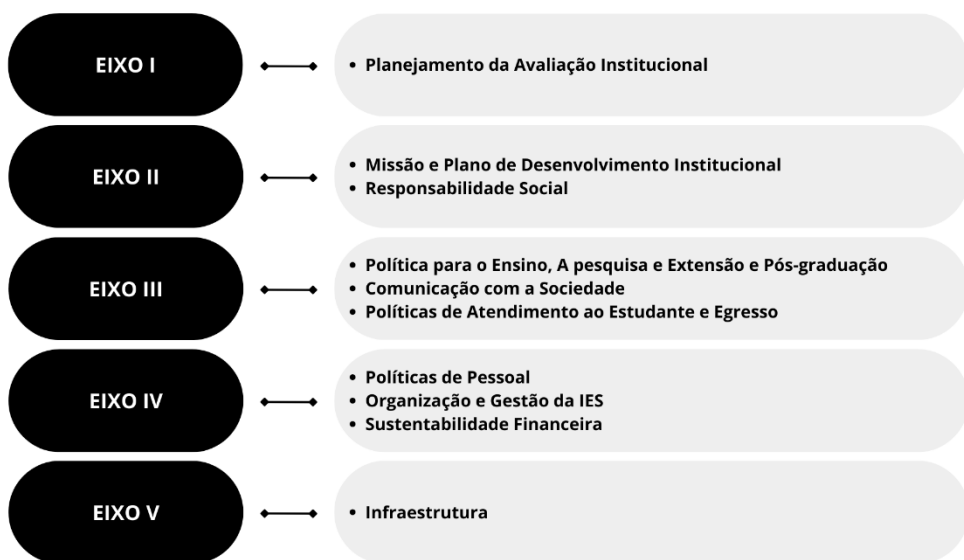 EIXO I
• Planejamento da Avaliação Institucional
EIXO II
• Missão e Plano de Desenvolvimento Institucional
• Responsabilidade Social
EIXO III
• Política para o Ensino, A pesquisa e Extensão e Pós-graduação
• Comunicação com a Sociedade
• Políticas de Atendimento ao Estudante e Egresso
EIXO IV
• Políticas de Pessoal
• Organização e Gestão da IES
• Sustentabilidade Financeira
EIXO V
• Infraestrutura